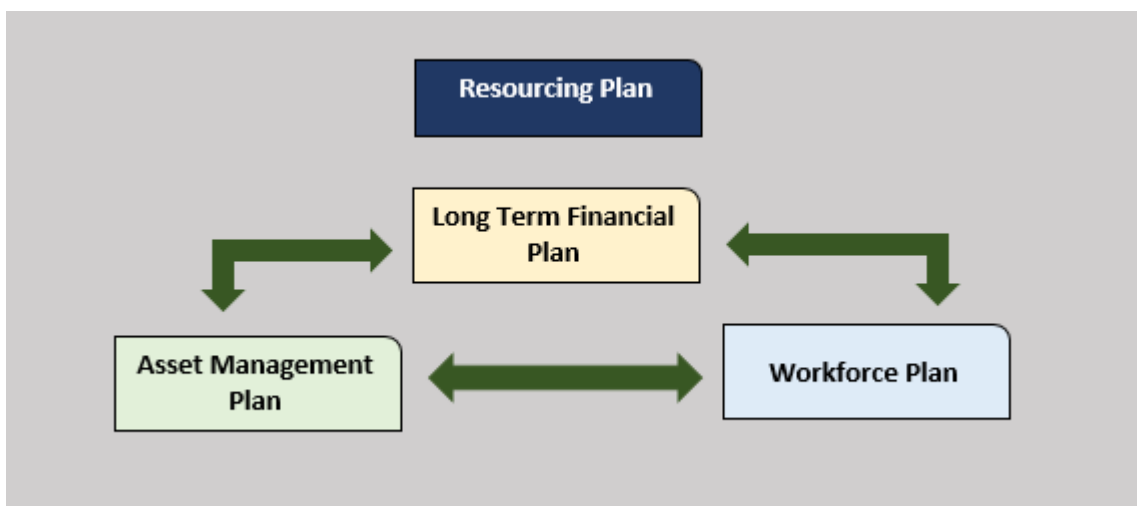 Resourcing Plan
Long Term Financial
Plan
Asset Management
Plan
Workforce Plan